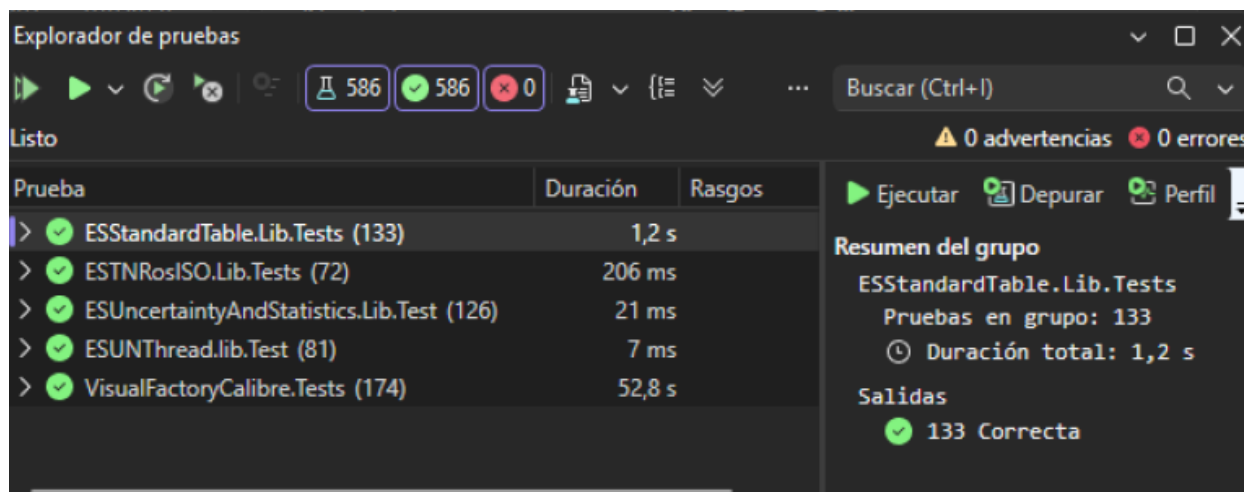 Explorador de pruebas
586 586 0 ... Buscar (Ctrl+I)
Listo 0 advertencias 0 errores
Prueba Duración Rasgos
Ejecutar Depurar Perfil
ESStandardTable.Lib.Tests (133) 1,2 s
ESTNRosISO.Lib.Tests (72) 206 ms
ESUncertaintyAndStatistics.Lib.Test (126) 21 ms
ESUNThread.lib.Test (81) 7 ms
VisualFactoryCalibre.Tests (174) 52,8 s
Resumen del grupo
ESStandardTable.Lib.Tests
Pruebas en grupo: 133
Duración total: 1,2 s
Salidas
133 Correcta